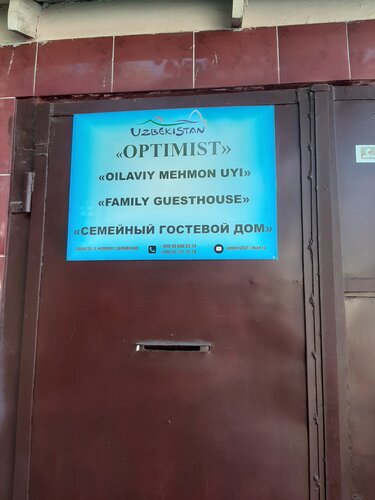 UZBEKISTAN
«OPTIMIST»
«OILAVIY MEHMON UYI»
«FAMILY GUESTHOUSE»
«СЕМЕЙНЫЙ ГОСТЕВОЙ ДОМ»